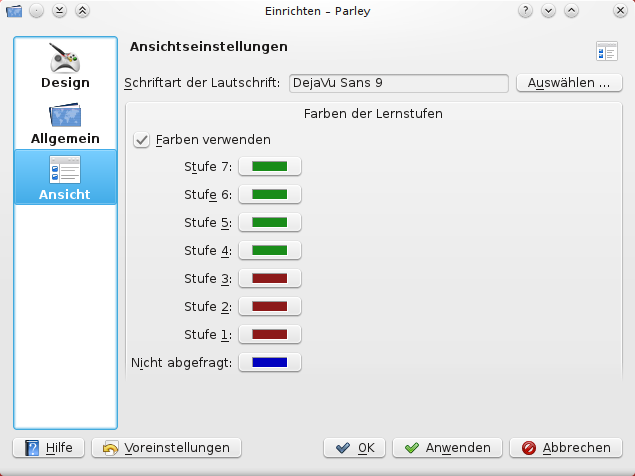 Einrichten – Parley
Design
Allgemein
Ansicht
Ansichtseinstellungen
Schriftart der Lautschrift: DejaVu Sans 9 Auswählen ...
Farben der Lernstufen
Farben verwenden
Stufe 7:
Stufe 6:
Stufe 5:
Stufe 4:
Stufe 3:
Stufe 2:
Stufe 1:
Nicht abgefragt:
Hilfe Voreinstellungen OK Anwenden Abbrechen